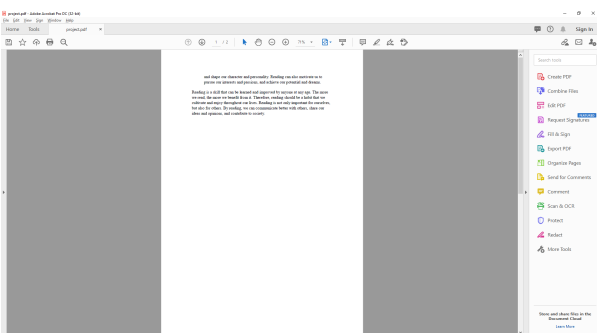 project.pdf - Adobe Acrobat Pro DC (32-bit)
File Edit View Sign Window Help
Home Tools project.pdf ×
1 / 2 71%
Sign In
and shape our character and personality. Reading can also motivate us to
pursue our interests and passions, and achieve our potential and dreams.
Reading is a skill that can be learned and improved by anyone at any age. The more
we read, the more we benefit from it. Therefore, reading should be a habit that we
cultivate and enjoy throughout our lives. Reading is not only important for ourselves,
but also for others. By reading, we can communicate better with others, share our
ideas and opinions, and contribute to society.
Search tools
Create PDF
Combine Files
Edit PDF
Request Signatures
Fill & Sign
Export PDF
Organize Pages
Send for Comments
Comment
Scan & OCR
Protect
Redact
More Tools
Store and share files in the
Document Cloud
Learn More